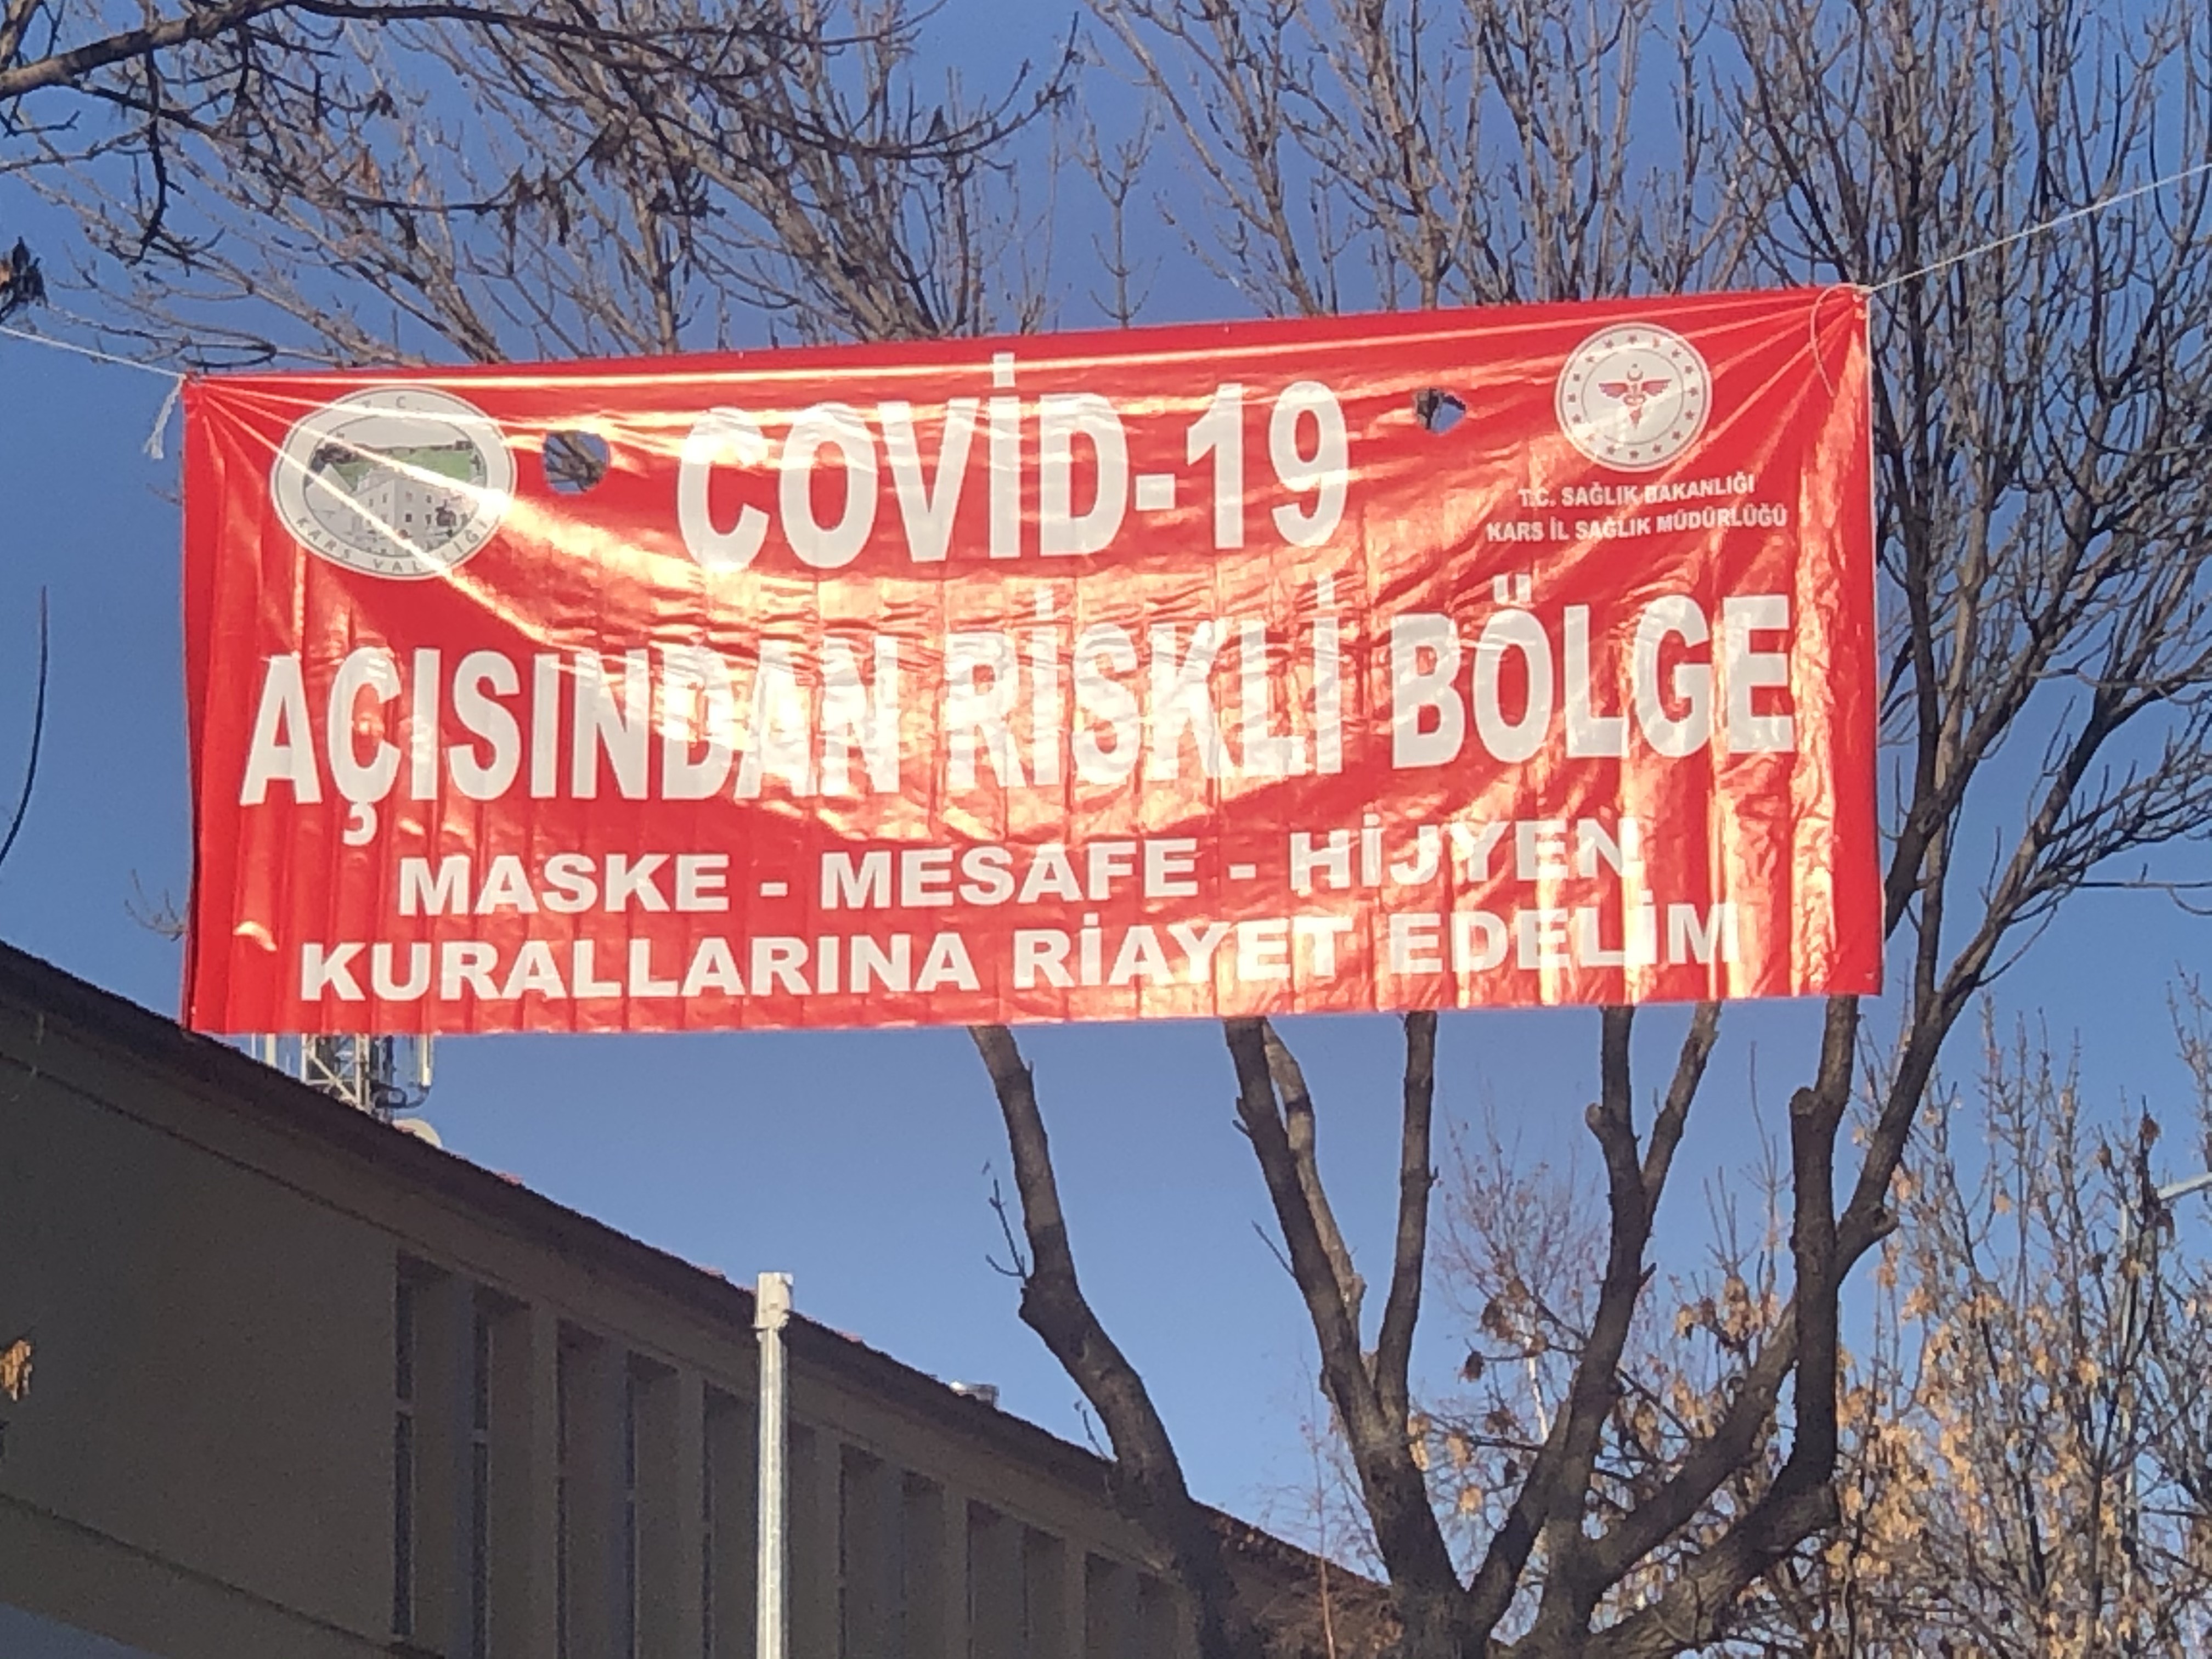 T.C.
KARS VALİLİĞİ
COVİD-19
T.C. SAĞLIK BAKANLIĞI
KARS İL SAĞLIK MÜDÜRLÜĞÜ
AÇISINDAN RİSKLİ BÖLGE
MASKE - MESAFE - HİJYEN
KURALLARINA RİAYET EDELİM